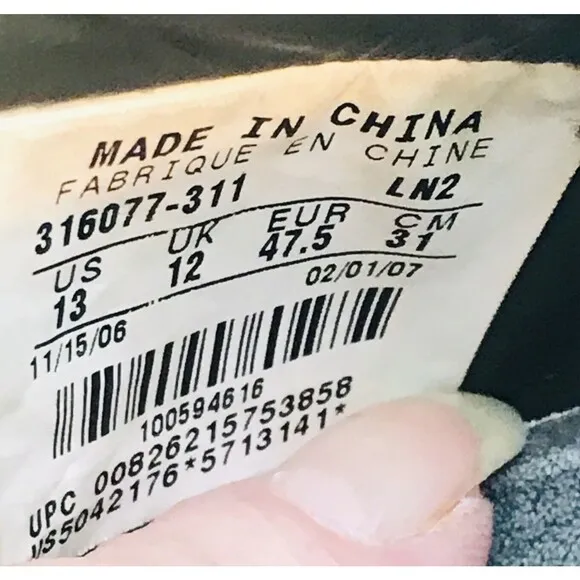 MADE IN CHINA
FABRIQUE EN CHINE
316077-311 LN2
US UK EUR CM
13 12 47.5 31
11/15/06 02/01/07
100594616
UPC 00826215753858
VS5042176*5713141*